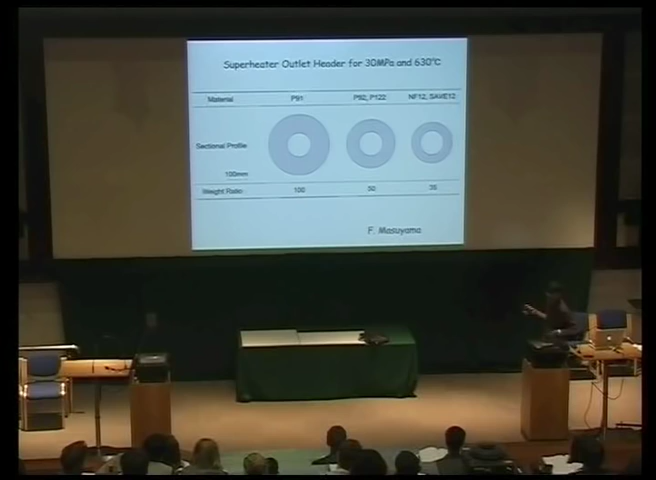 Superheater Outlet Header for 30MPa and 630℃
Material P91 P92, P122 NF12, SAVE12
Sectional Profile
100mm
Weight Ratio 100 50 35
F. Masuyama